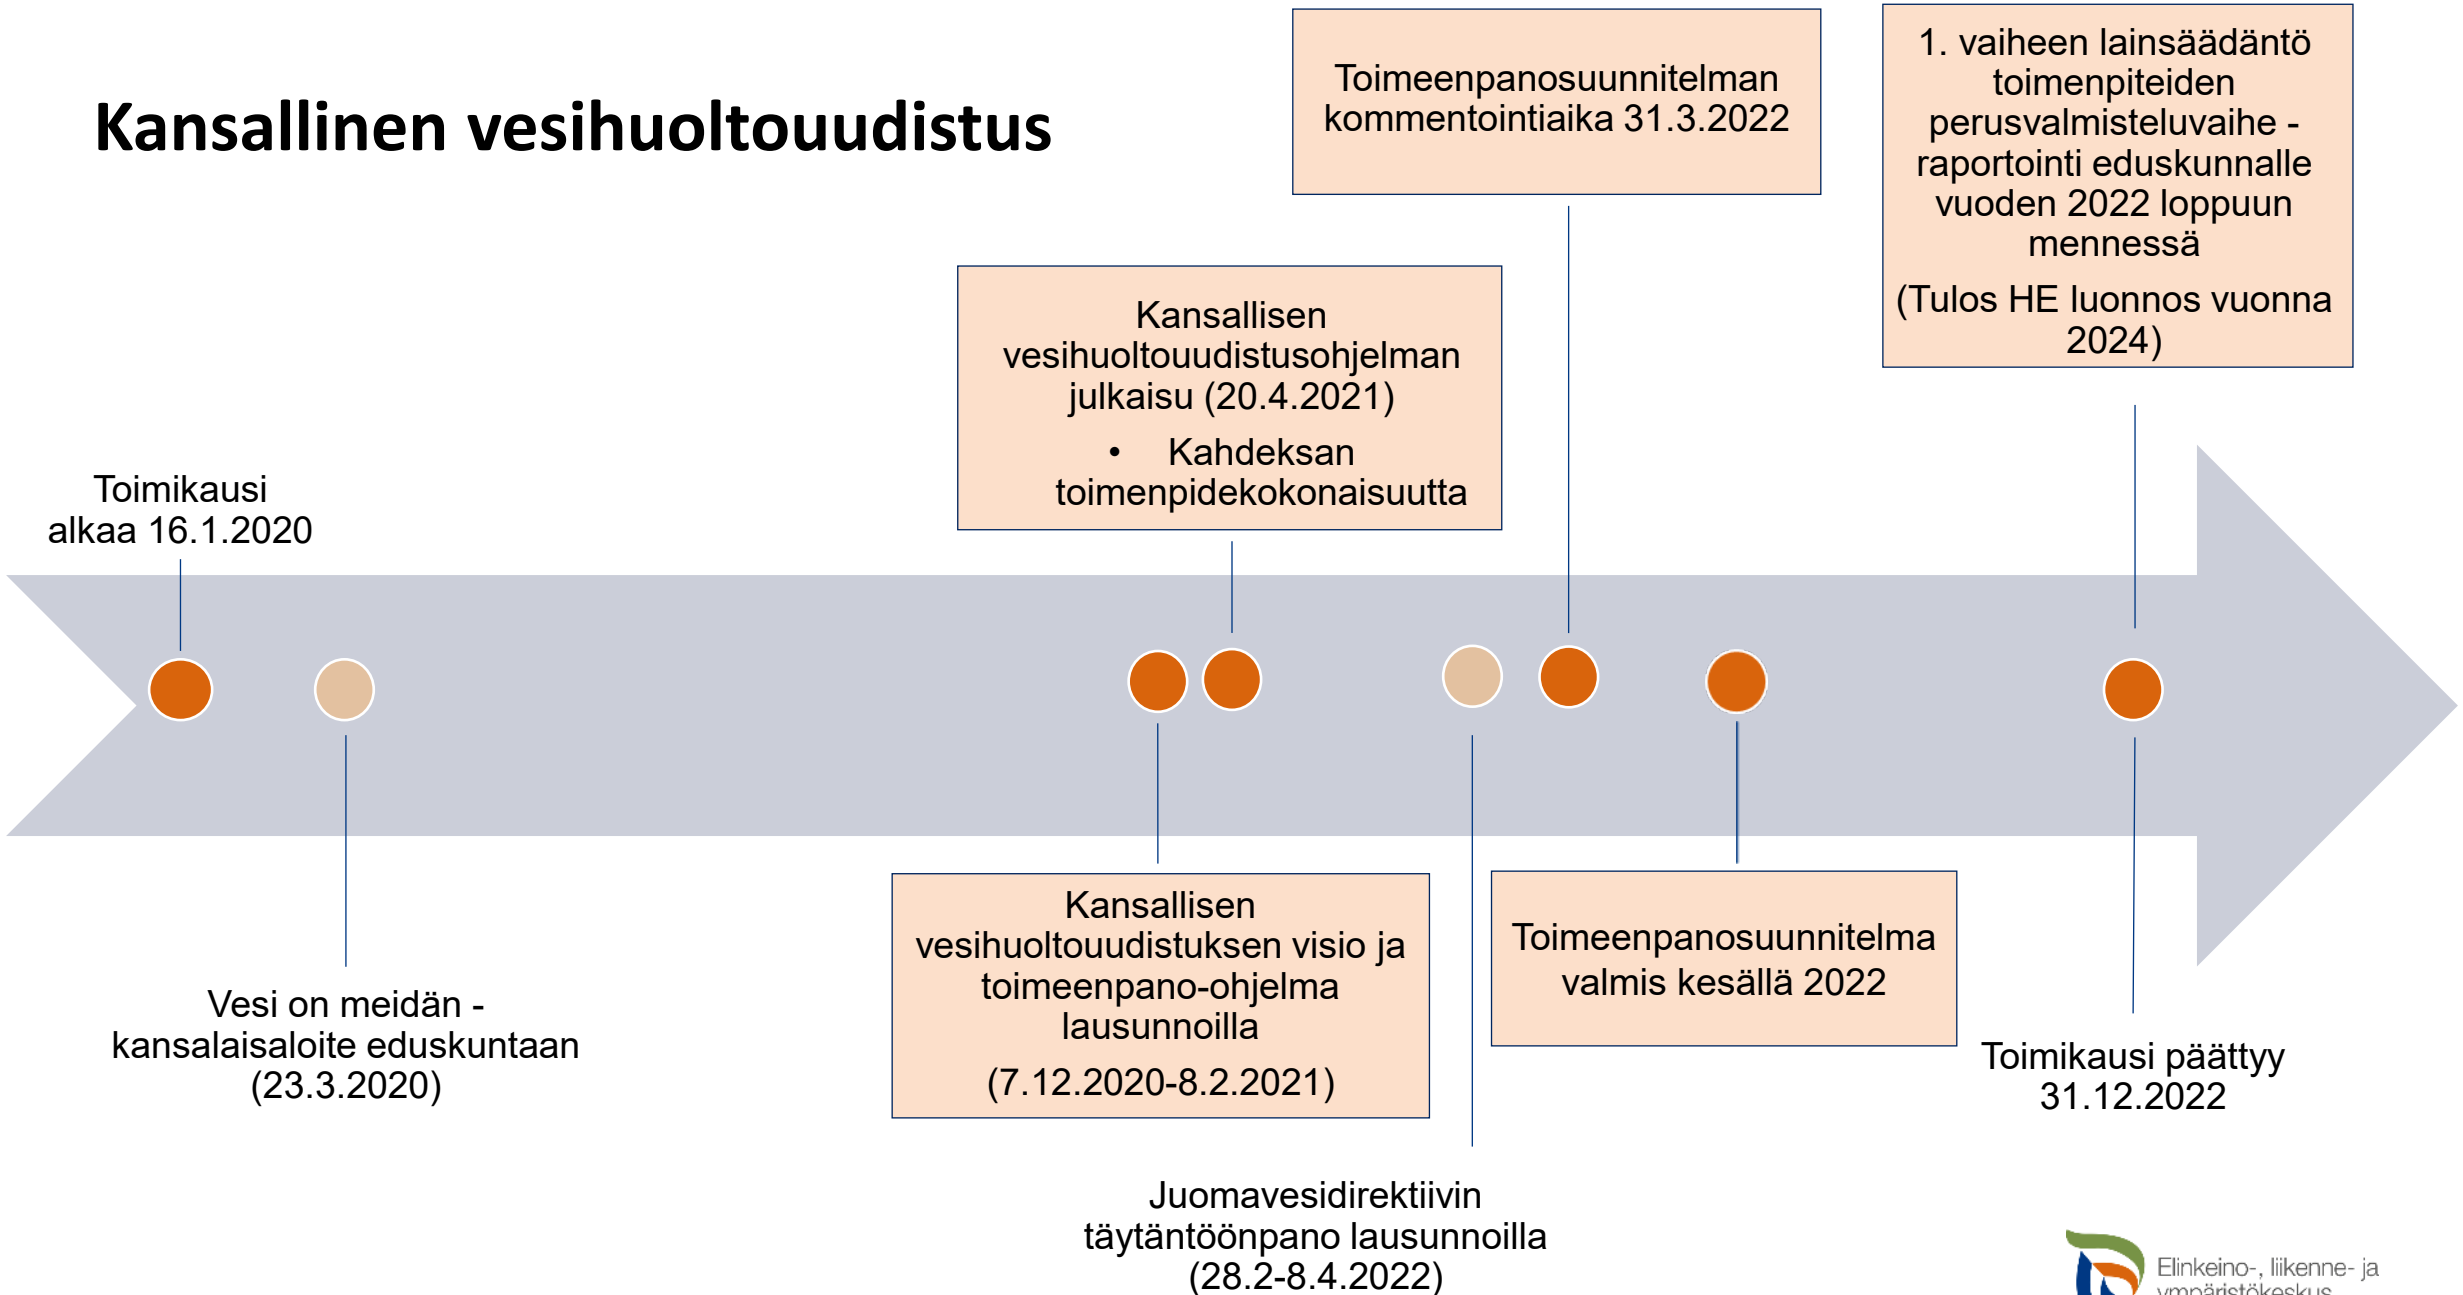 Kansallinen vesihuoltouudistus
Toimeenpanosuunnitelman
kommentointiaika 31.3.2022
1. vaiheen lainsäädäntö
toimenpiteiden
perusvalmisteluvaihe -
raportointi eduskunnalle
vuoden 2022 loppuun
mennessä
(Tulos HE luonnos vuonna
2024)
Kansallisen
vesihuoltouudistusohjelman
julkaisu (20.4.2021)
• Kahdeksan
toimenpidekokonaisuutta
Toimikausi
alkaa 16.1.2020
Vesi on meidän -
kansalaisaloite eduskuntaan
(23.3.2020)
Kansallisen
vesihuoltouudistuksen visio ja
toimeenpano-ohjelma
lausunnoilla
(7.12.2020-8.2.2021)
Toimeenpanosuunnitelma
valmis kesällä 2022
Toimikausi päättyy
31.12.2022
Juomavesidirektiivin
täytäntöönpano lausunnoilla
(28.2-8.4.2022)
Elinkeino-, liikenne- ja
ympäristökeskus